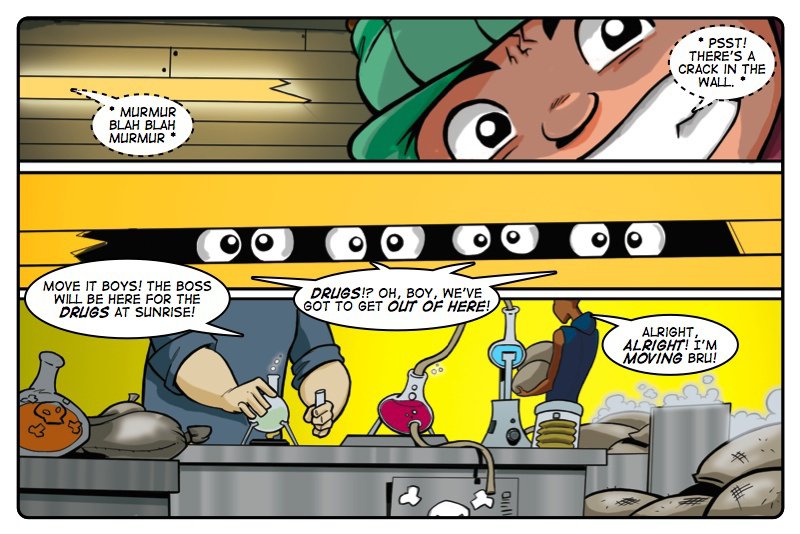 * MURMUR
BLAH BLAH
MURMUR *
* PSST!
THERE'S A
CRACK IN THE
WALL. *
MOVE IT BOYS! THE BOSS
WILL BE HERE FOR THE
DRUGS AT SUNRISE!
DRUGS!? OH, BOY, WE'VE
GOT TO GET OUT OF HERE!
ALRIGHT,
ALRIGHT! I'M
MOVING BRU!